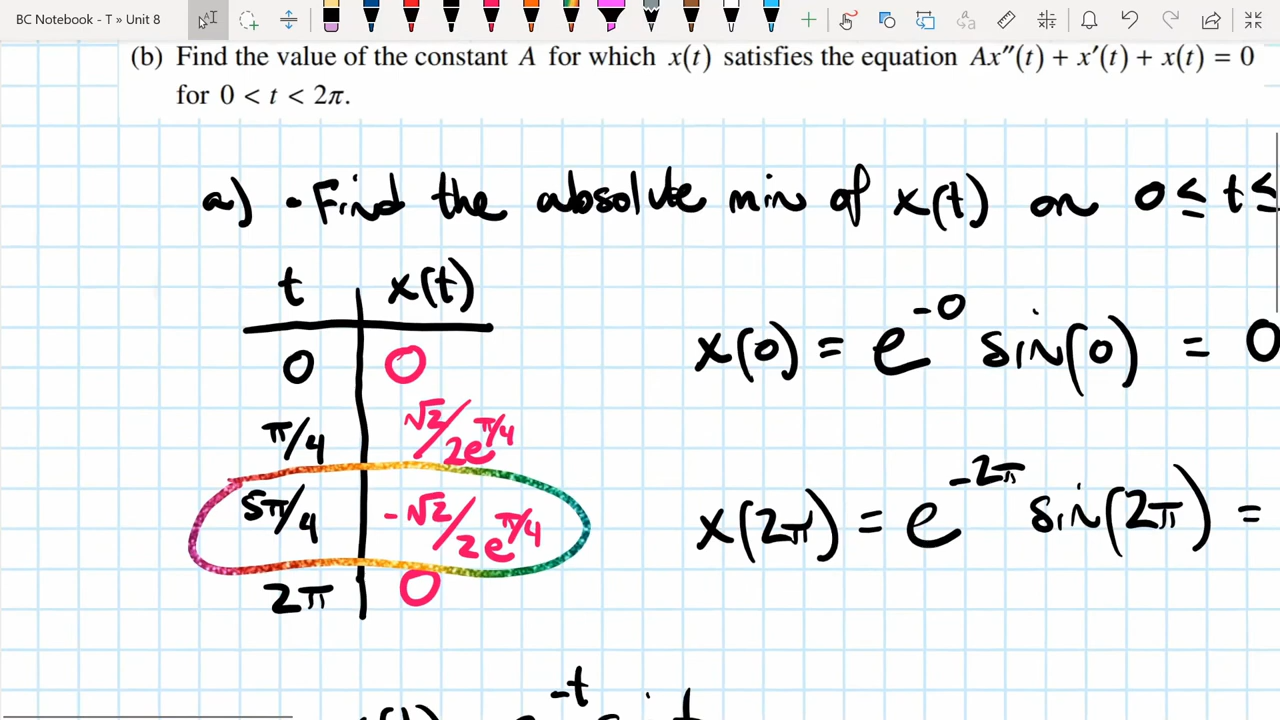 BC Notebook - T » Unit 8
(b) Find the value of the constant A for which x(t) satisfies the equation Ax″(t) + x′(t) + x(t) = 0
for 0 < t < 2π.
a) • Find the absolute min of x(t) on 0 ≤ t ≤
t x(t)
0 0
x(0) = e^-0 sin(0) = 0
π/4 √2/2e^π/4
5π/4 -√2/2e^π/4
x(2π) = e^-2π sin(2π) =
2π 0